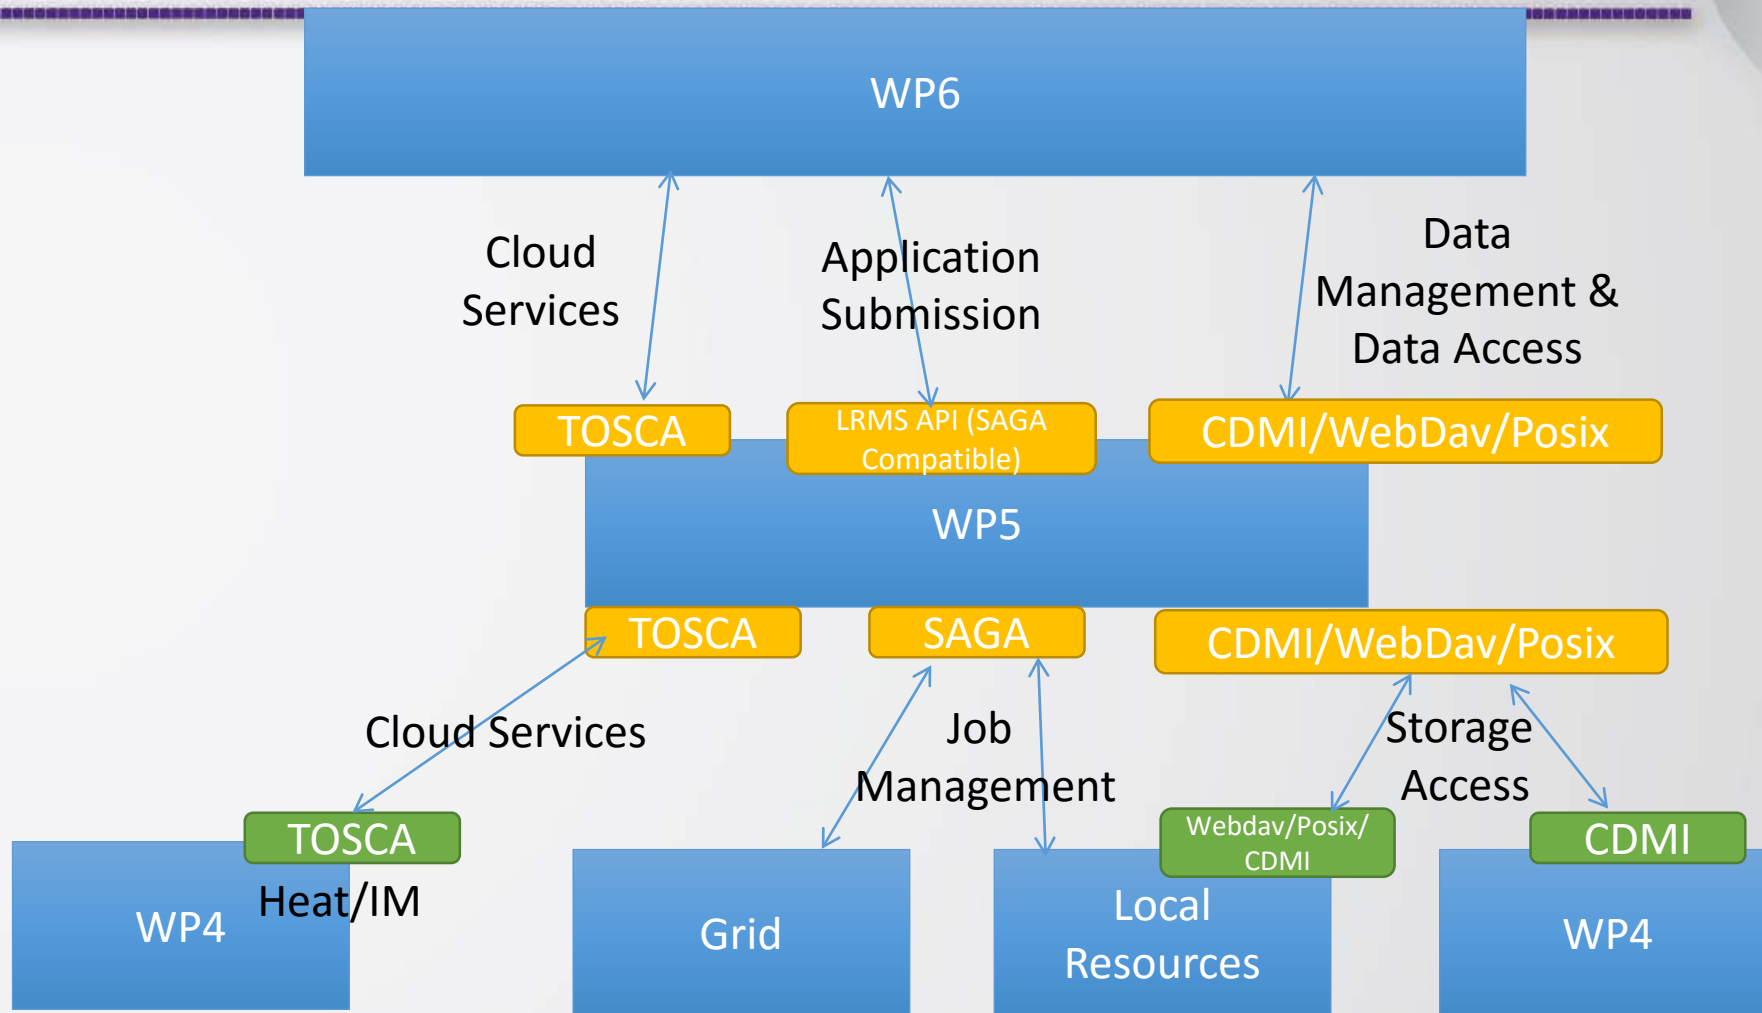 WP6
Cloud
Services
Application
Submission
Data
Management &
Data Access
TOSCA
LRMS API (SAGA
Compatible)
CDMI/WebDav/Posix
WP5
TOSCA
SAGA
CDMI/WebDav/Posix
Cloud Services
Job
Management
Storage
Access
TOSCA
Heat/IM
WP4
Grid
Webdav/Posix/
CDMI
Local
Resources
CDMI
WP4